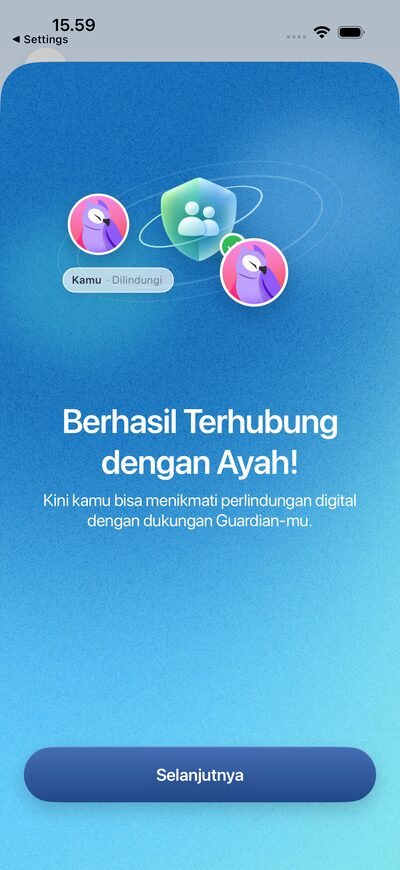 15.59
◀ Settings
Kamu · Dilindungi
Berhasil Terhubung
dengan Ayah!
Kini kamu bisa menikmati perlindungan digital
dengan dukungan Guardian-mu.
Selanjutnya